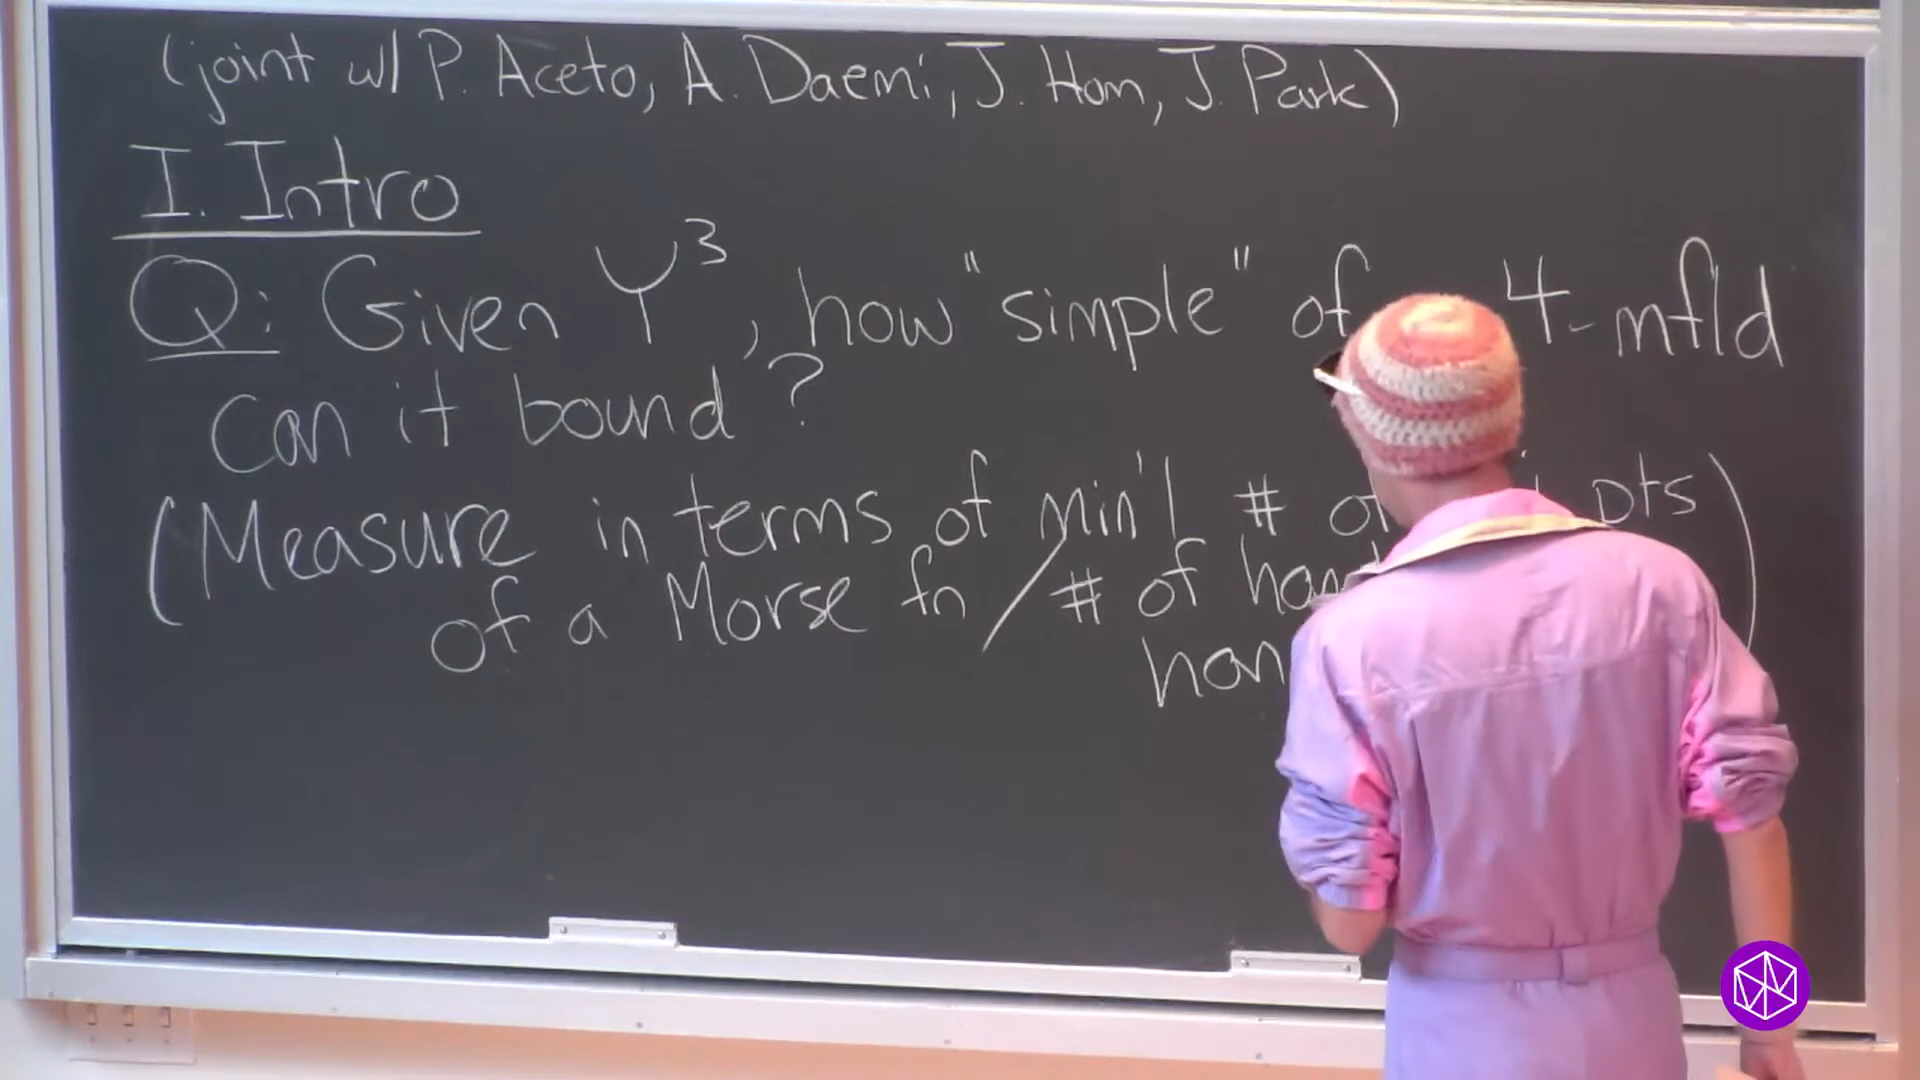 (joint w/ P. Aceto, A. Daemi, J. Hom, J. Park)
I. Intro
Q: Given Y³, how "simple" of 4-mfld
can it bound?
(Measure in terms of min'l # of pts)
of a Morse fn / # of